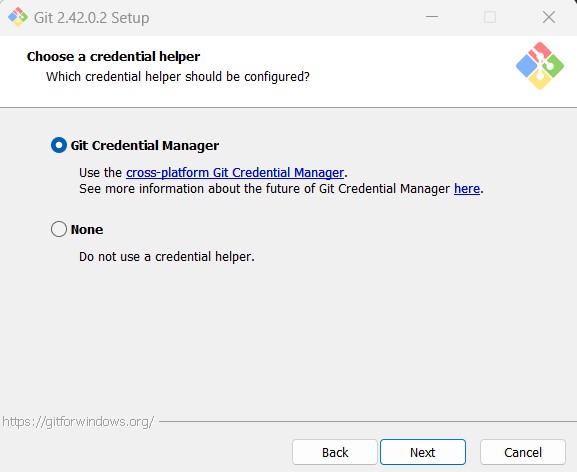 Git 2.42.0.2 Setup
Choose a credential helper
Which credential helper should be configured?
Git Credential Manager
Use the cross-platform Git Credential Manager.
See more information about the future of Git Credential Manager here.
None
Do not use a credential helper.
https://gitforwindows.org/
Back Next Cancel